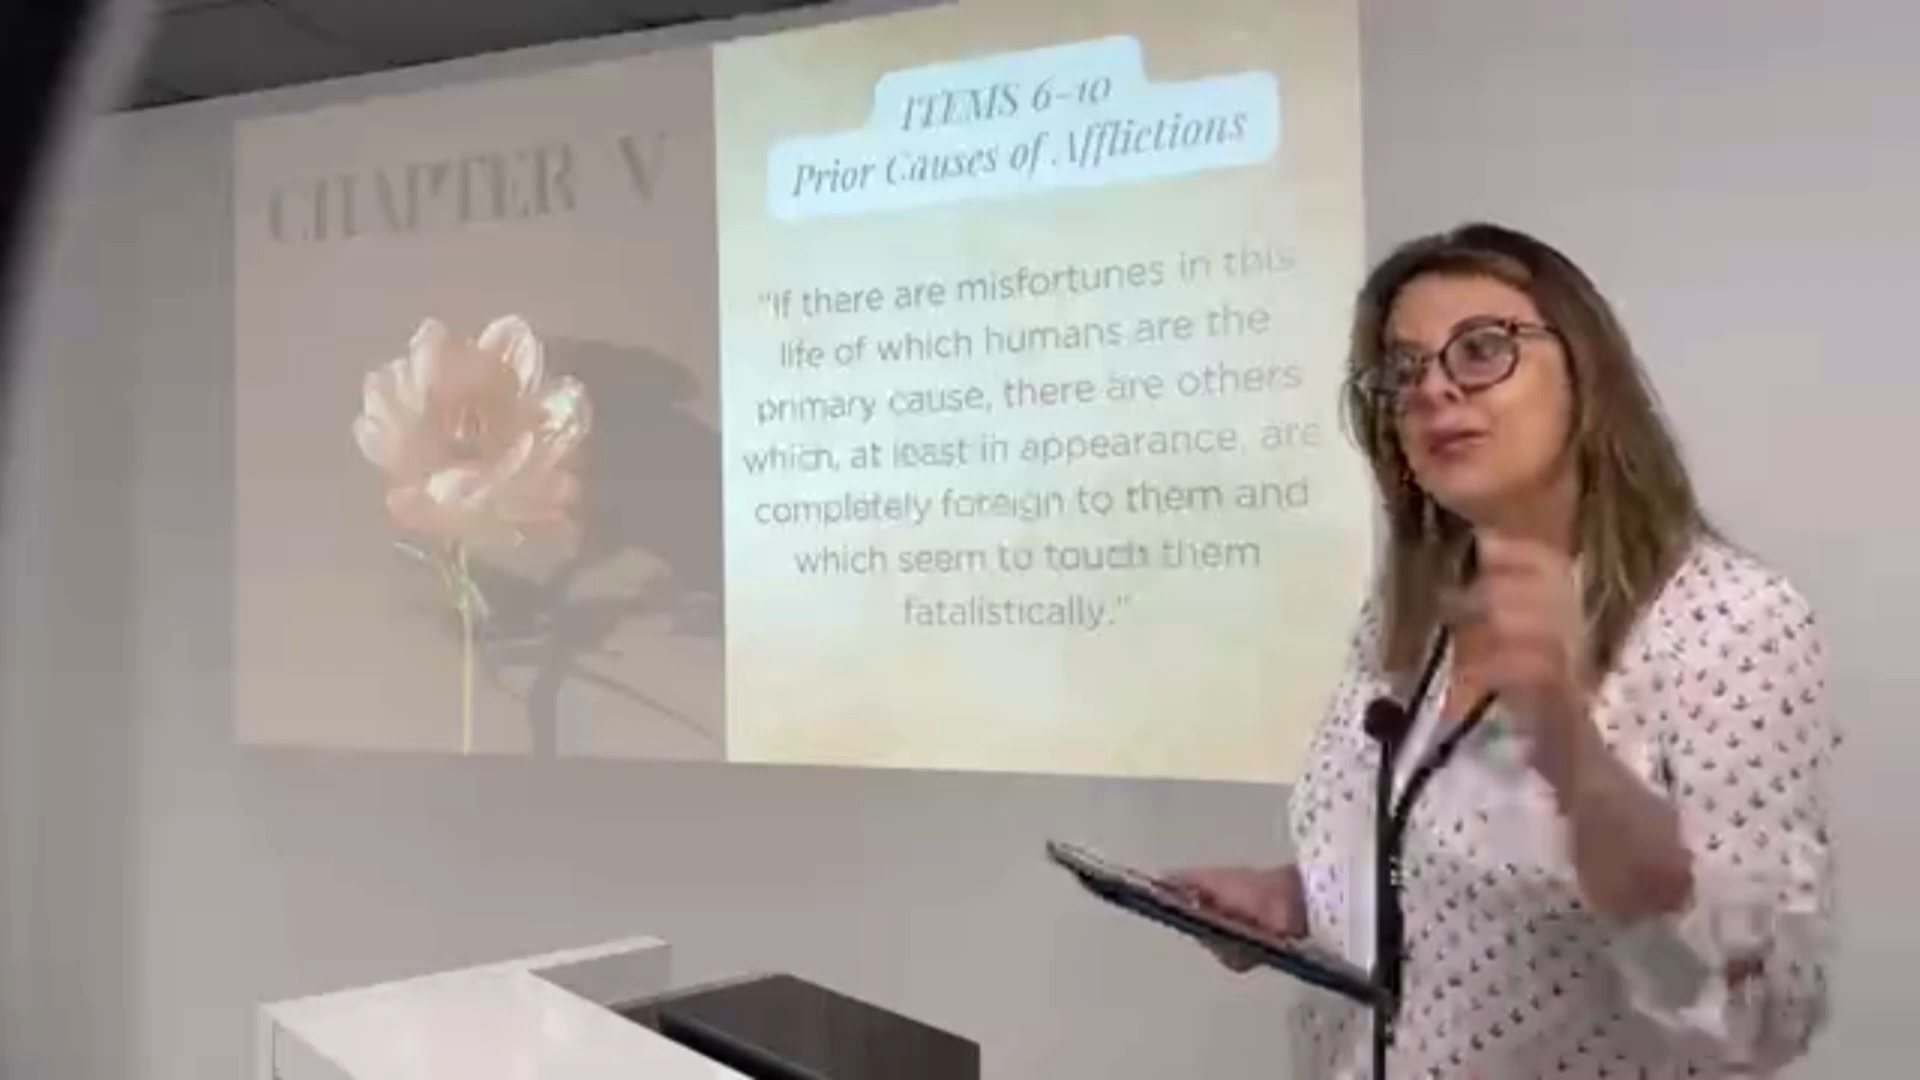 CHAPTER V
ITEMS 6-10
Prior Causes of Afflictions
"If there are misfortunes in this
life of which humans are the
primary cause, there are others
which, at least in appearance, are
completely foreign to them and
which seem to touch them
fatalistically."